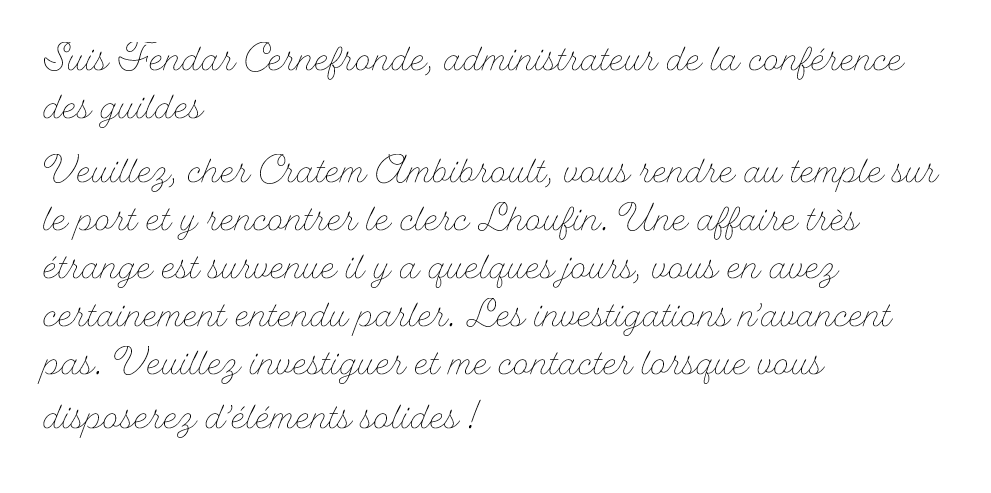 Suis Fendar Cernefronde, administrateur de la conférence
des guildes
Veuillez, cher Cratem Ambibroult, vous rendre au temple sur
le port et y rencontrer le clerc Lhoufin. Une affaire très
étrange est survenue il y a quelques jours, vous en avez
certainement entendu parler. Les investigations n'avancent
pas. Veuillez investiguer et me contacter lorsque vous
disposerez d'éléments solides !